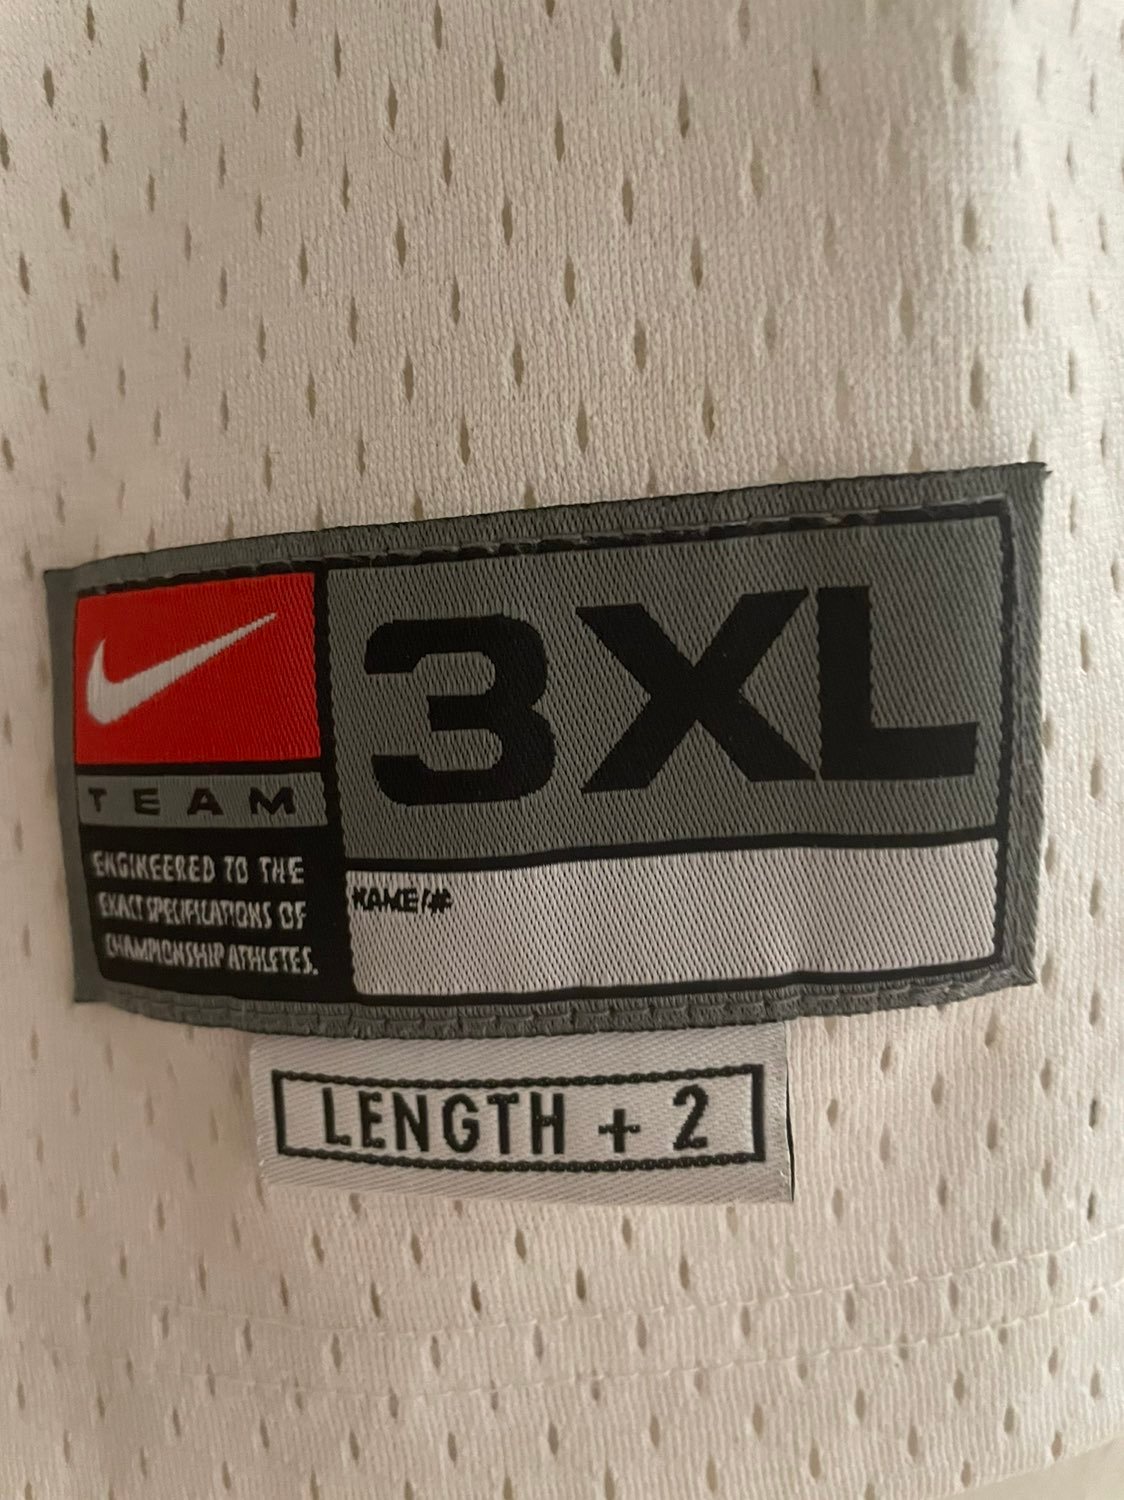 3XL
TEAM
ENGINEERED TO THE
EXACT SPECIFICATIONS OF
CHAMPIONSHIP ATHLETES.
NAME/#
LENGTH + 2